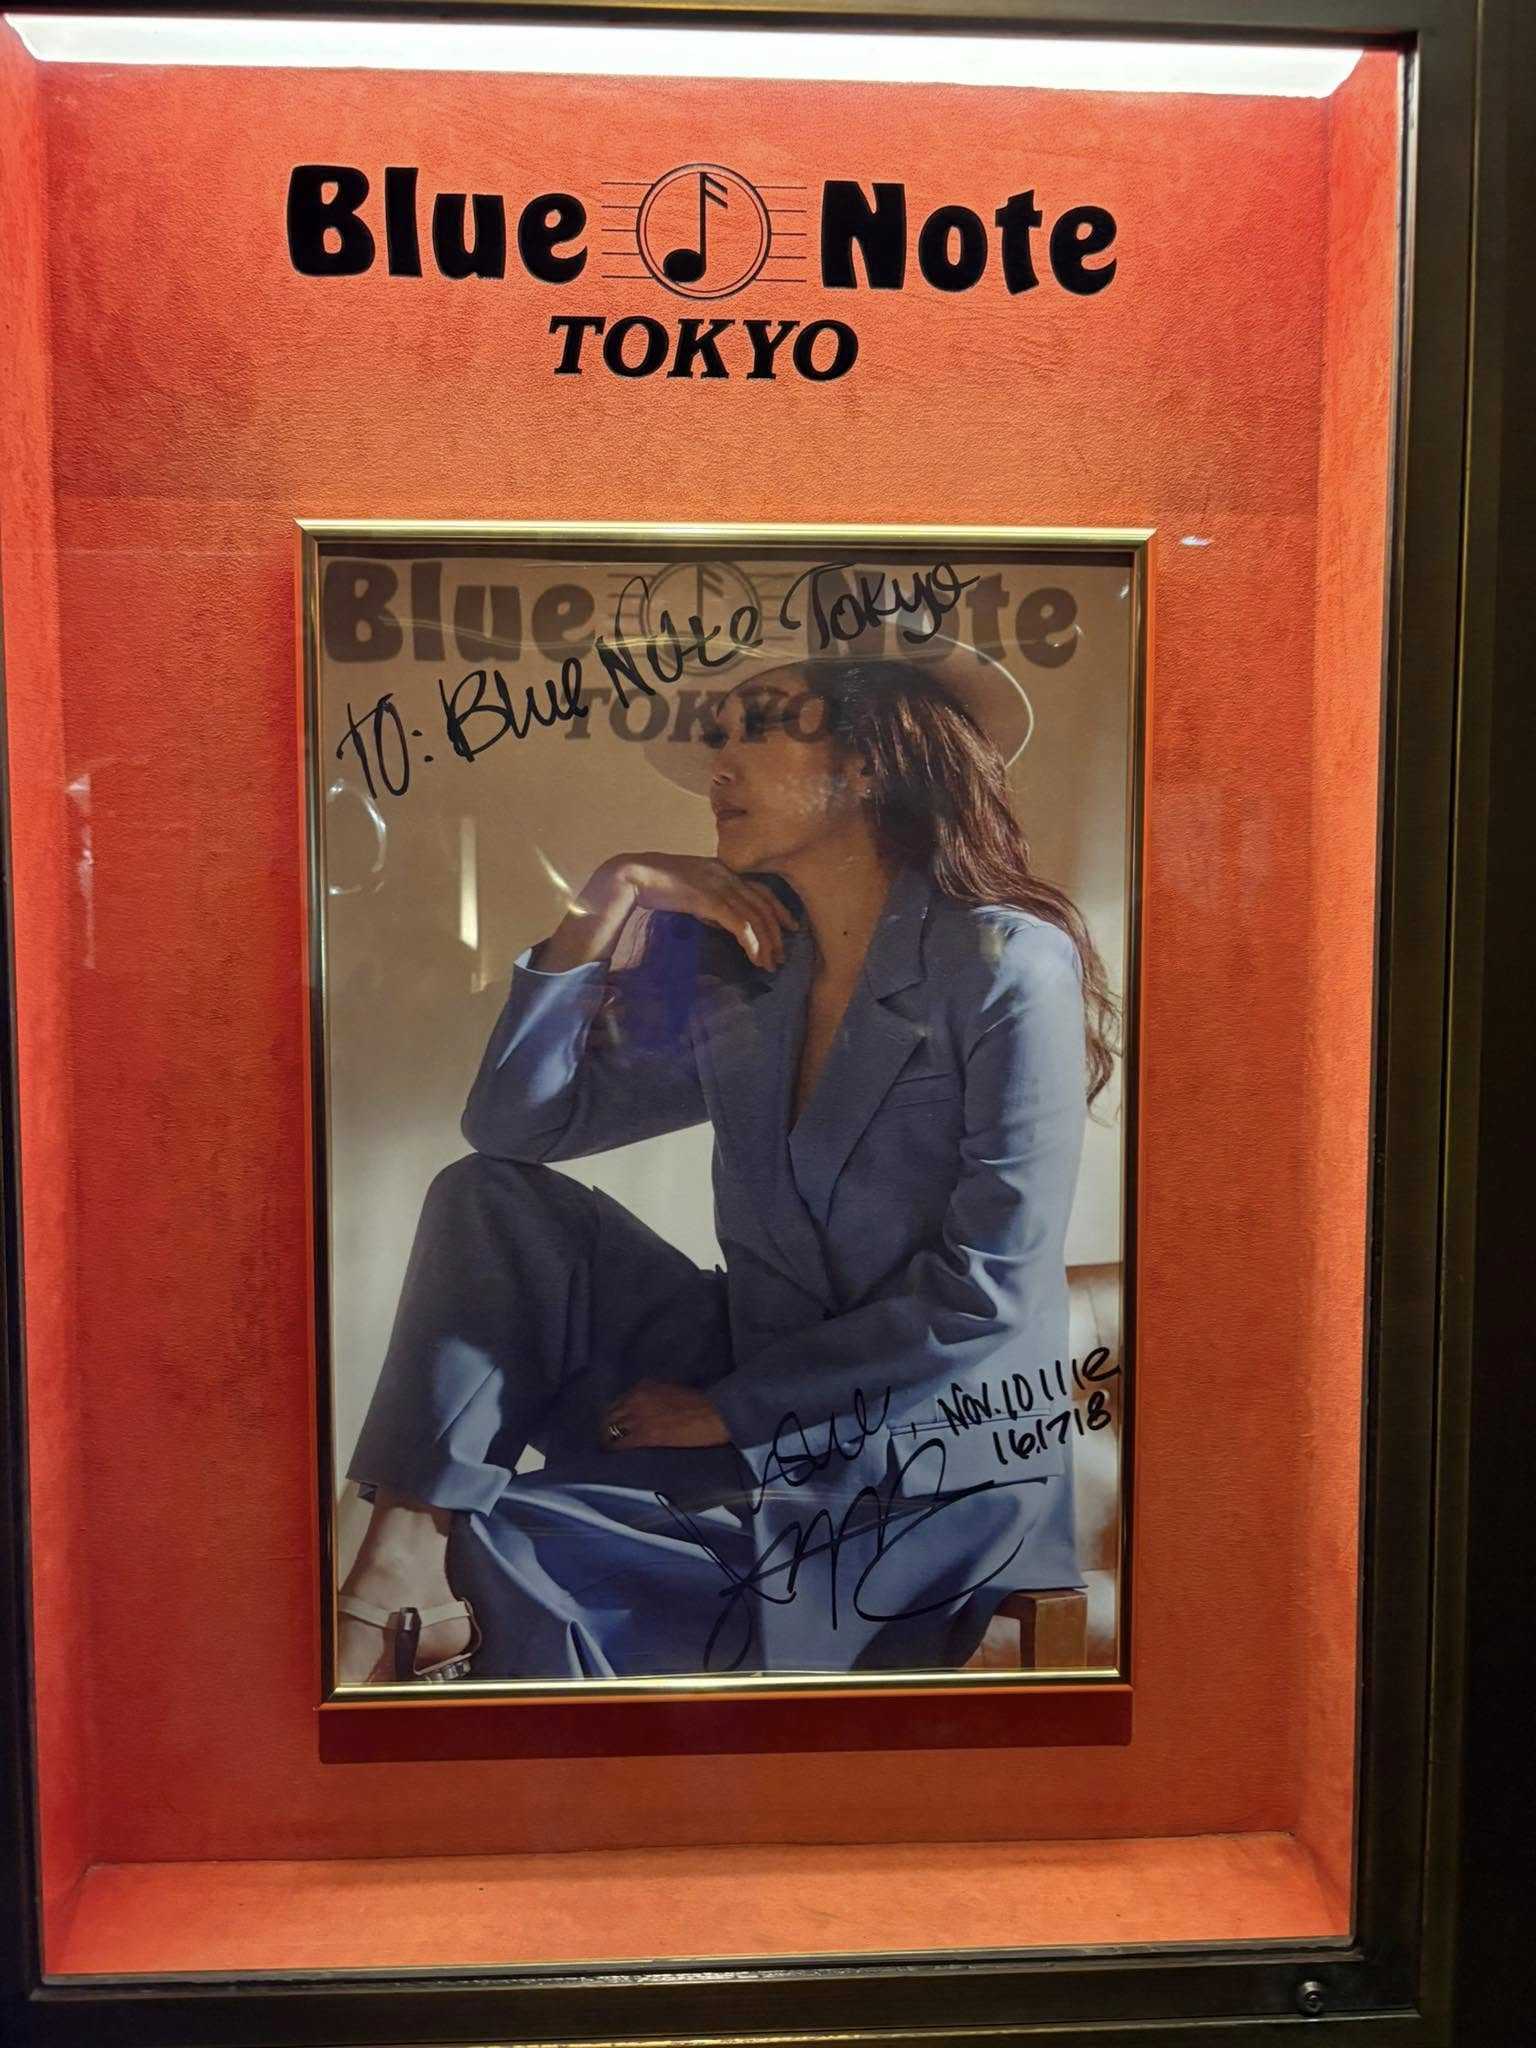 Blue Note
TOKYO
Blue Note
TOKYO
TO: Blue Note Tokyo
Nov. 10 11 12
16 17 18